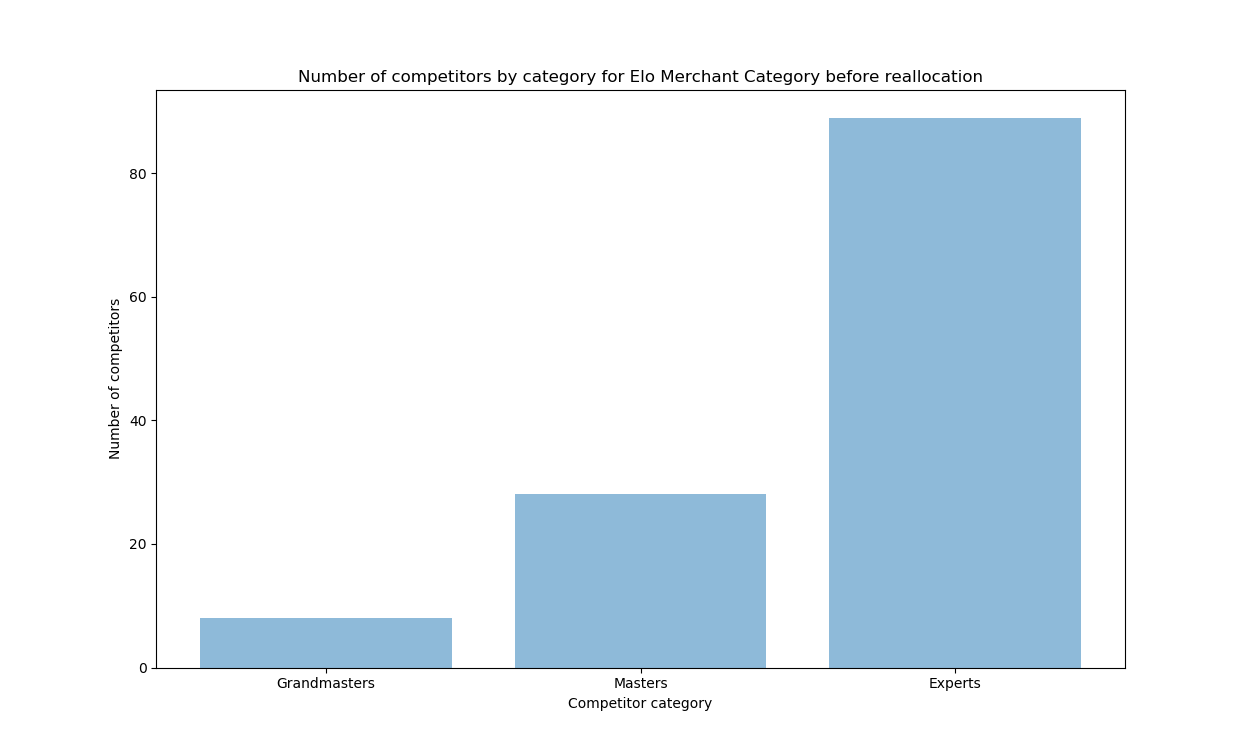 Number of competitors by category for Elo Merchant Category before reallocation
Number of competitors
80
60
40
20
0
Grandmasters
Masters
Experts
Competitor category